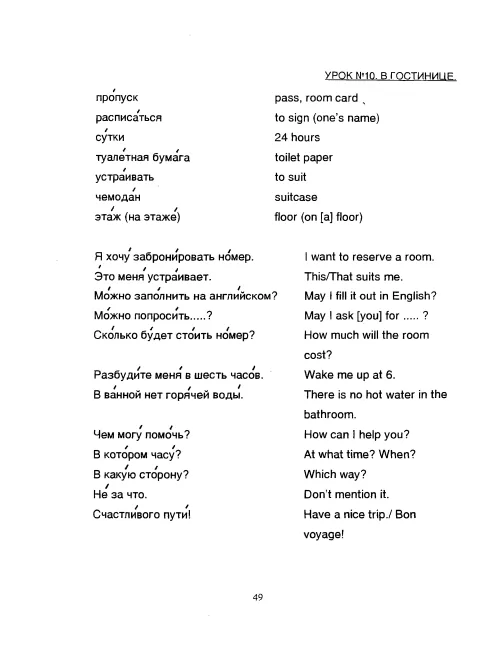 УРОК №10. В ГОСТИНИЦЕ.
про́пуск pass, room card
расписа́ться to sign (one's name)
су́тки 24 hours
туале́тная бума́га toilet paper
устра́ивать to suit
чемода́н suitcase
эта́ж (на этаже́) floor (on [a] floor)
Я хочу́ заброни́ровать но́мер. I want to reserve a room.
Э́то меня́ устра́ивает. This/That suits me.
Мо́жно запо́лнить на англи́йском? May I fill it out in English?
Мо́жно попроси́ть.....? May I ask [you] for ..... ?
Ско́лько бу́дет сто́ить но́мер? How much will the room
cost?
Разбуди́те меня́ в шесть часо́в. Wake me up at 6.
В ва́нной нет горя́чей воды́. There is no hot water in the
bathroom.
Чем могу́ помо́чь? How can I help you?
В кото́ром часу́? At what time? When?
В каку́ю сто́рону? Which way?
Не́ за что. Don't mention it.
Счастли́вого пути́! Have a nice trip./ Bon
voyage!
49